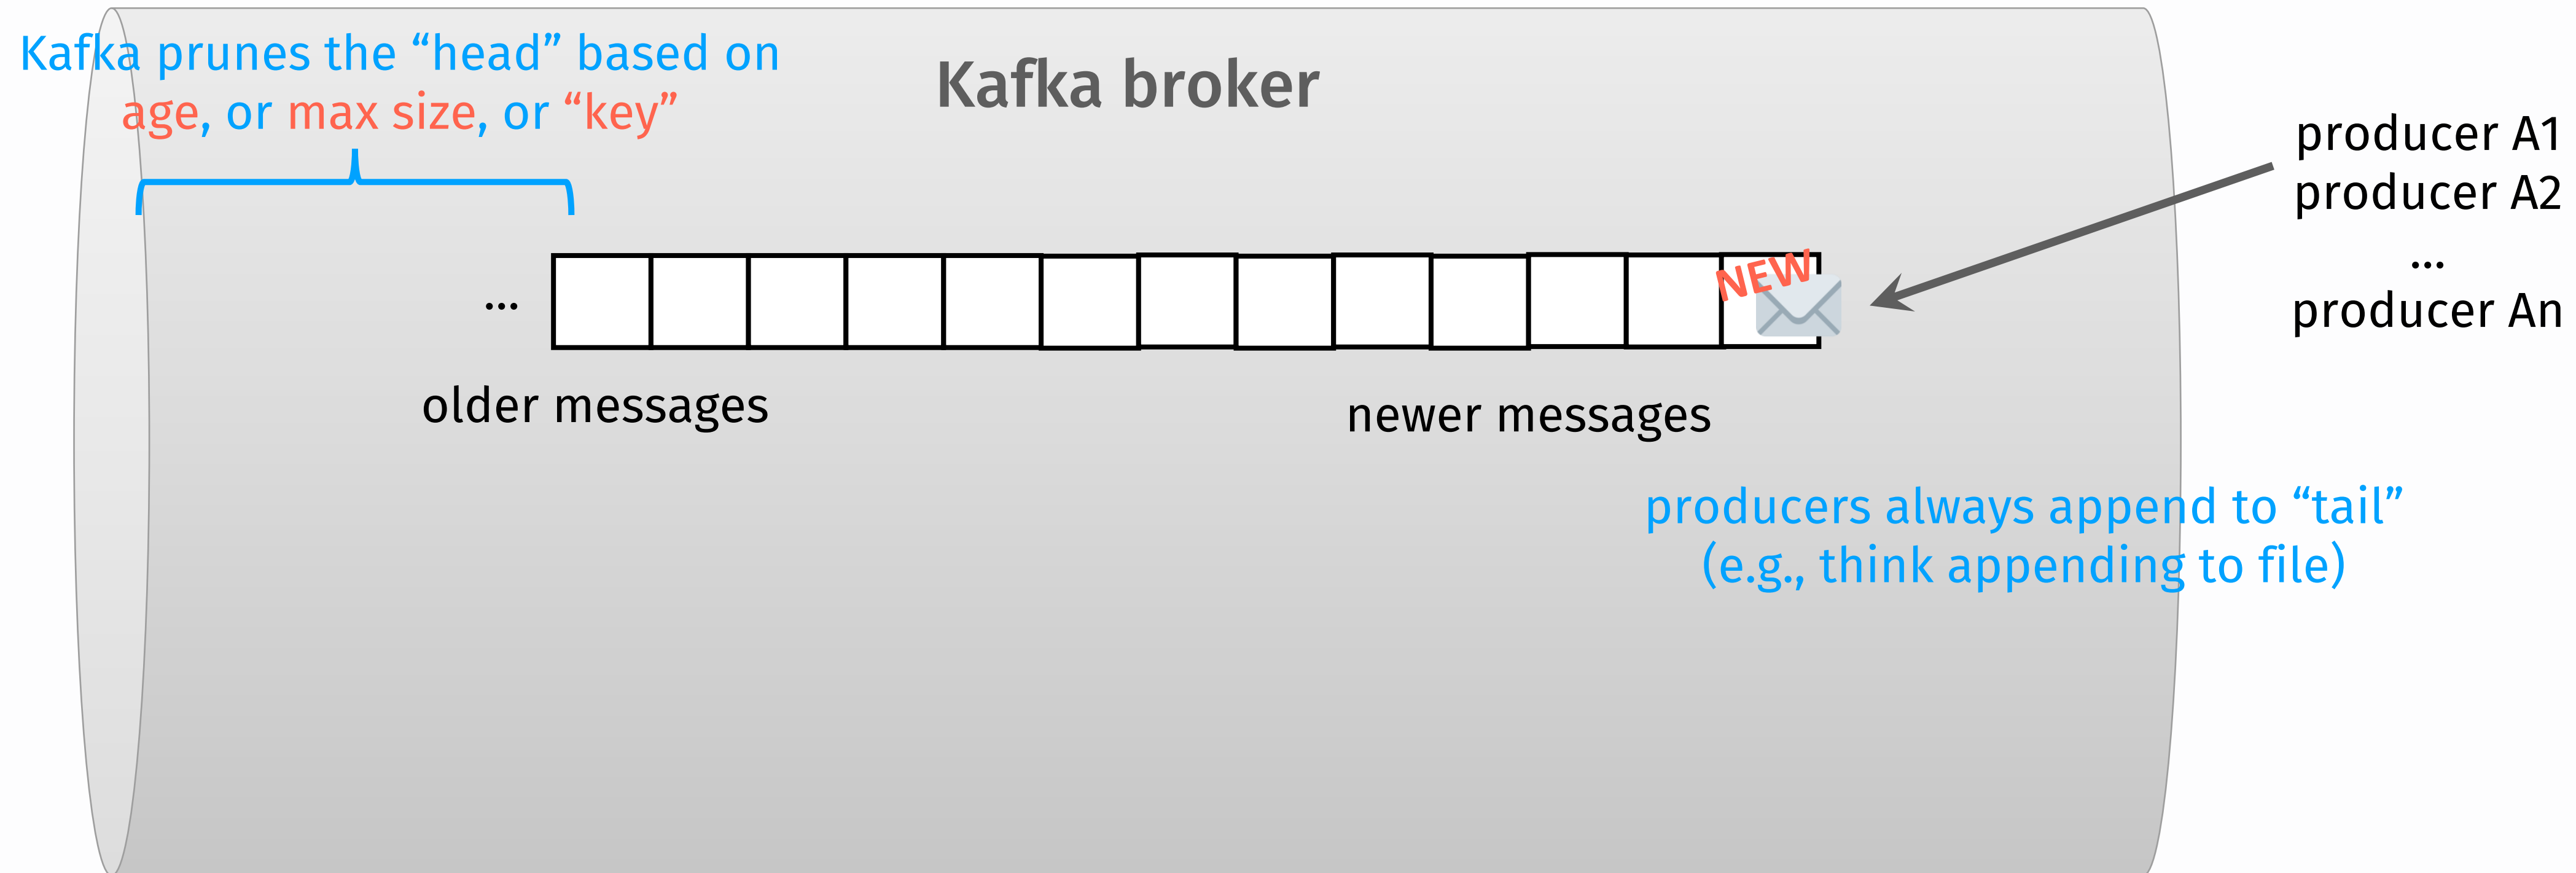 Kafka prunes the “head” based on
age, or max size, or “key”
Kafka broker
producer A1
producer A2
...
producer An
...
NEW
older messages
newer messages
producers always append to “tail”
(e.g., think appending to file)